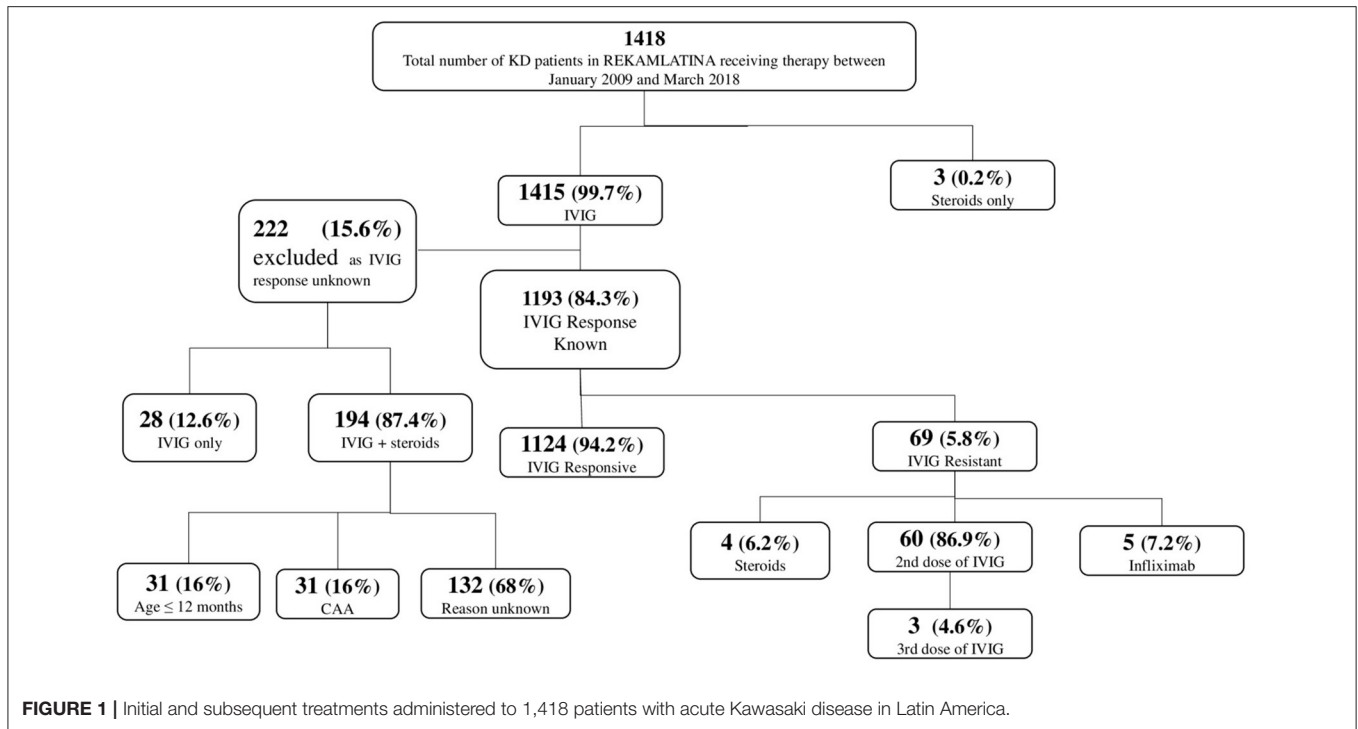 1418
Total number of KD patients in REKAMLATINA receiving therapy between
January 2009 and March 2018
1415 (99.7%)
IVIG
3 (0.2%)
Steroids only
222 (15.6%)
excluded as IVIG
response unknown
1193 (84.3%)
IVIG Response
Known
28 (12.6%)
IVIG only
194 (87.4%)
IVIG + steroids
1124 (94.2%)
IVIG Responsive
69 (5.8%)
IVIG Resistant
31 (16%)
Age ≤ 12 months
31 (16%)
CAA
132 (68%)
Reason unknown
4 (6.2%)
Steroids
60 (86.9%)
2nd dose of IVIG
5 (7.2%)
Infliximab
3 (4.6%)
3rd dose of IVIG
FIGURE 1 | Initial and subsequent treatments administered to 1,418 patients with acute Kawasaki disease in Latin America.